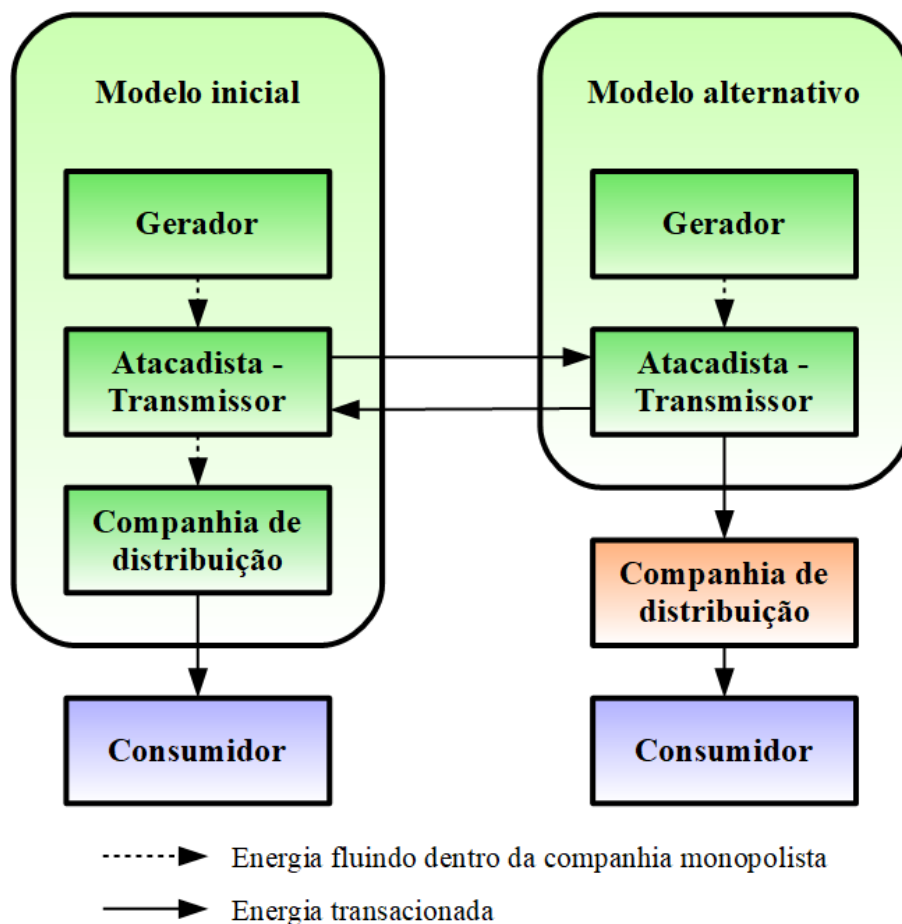 Modelo inicial
Gerador
Atacadista -
Transmissor
Companhia de
distribuição
Consumidor
Modelo alternativo
Gerador
Atacadista -
Transmissor
Companhia de
distribuição
Consumidor
Energia fluindo dentro da companhia monopolista
Energia transacionada